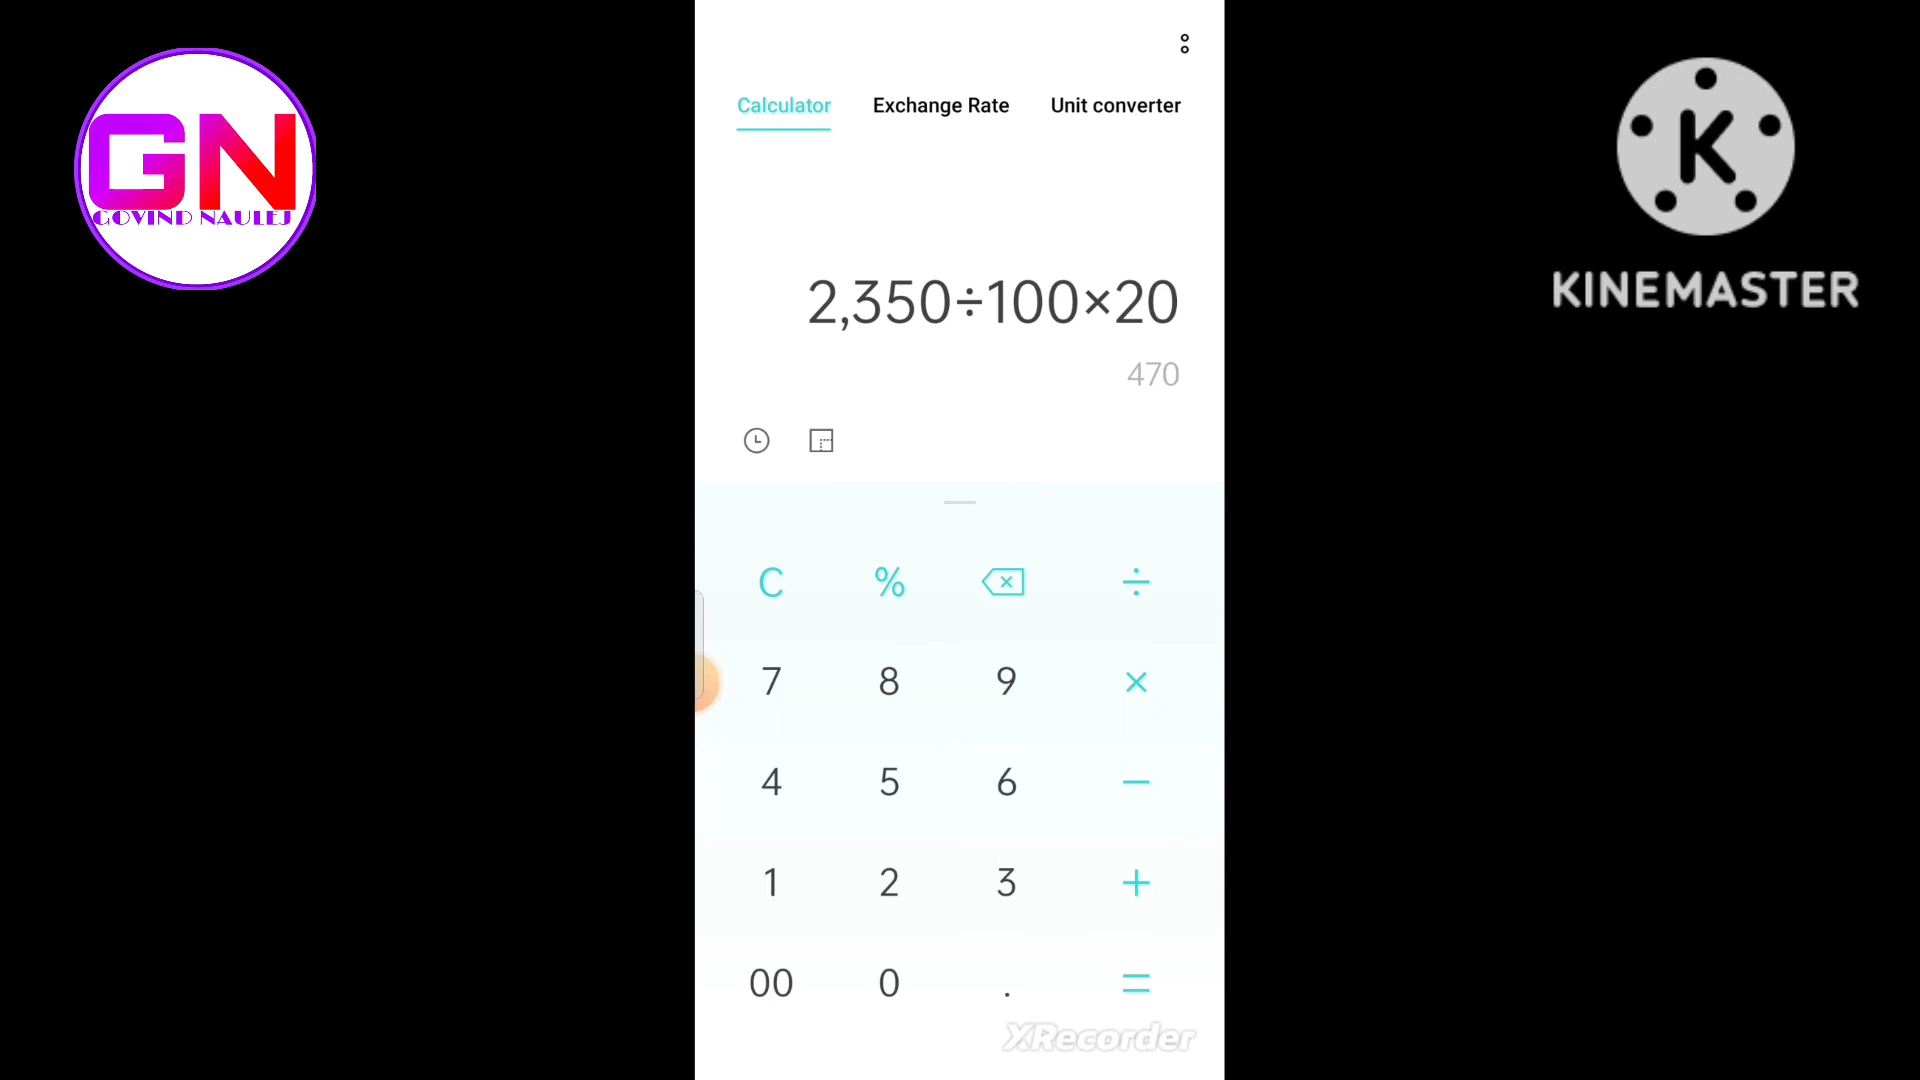 GN
GOVIND NAULEJ
K
KINEMASTER
Calculator Exchange Rate Unit converter
2,350÷100×20
470
C % ÷
7 8 9 ×
4 5 6 −
1 2 3 +
00 0 . =
XRecorder